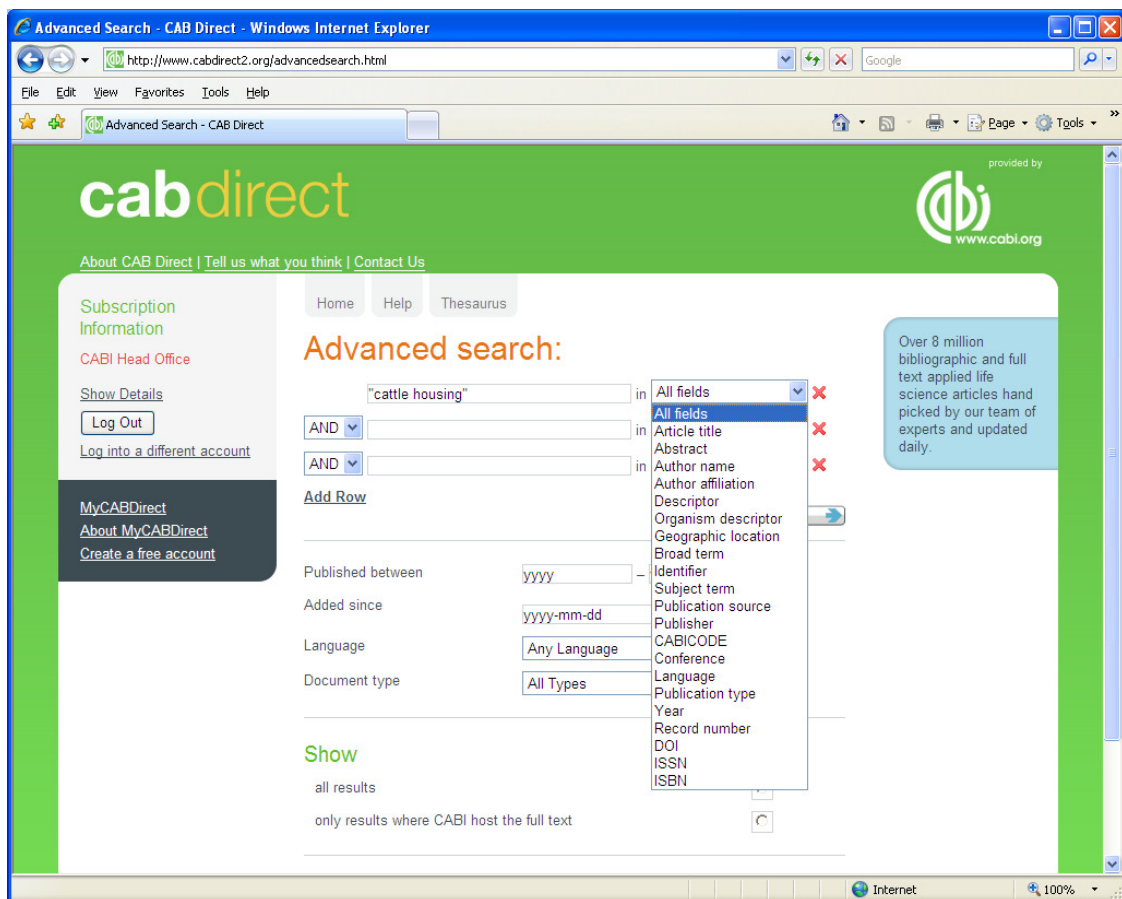 Advanced Search - CAB Direct - Windows Internet Explorer
http://www.cabdirect2.org/advancedsearch.html
Google
File Edit View Favorites Tools Help
Advanced Search - CAB Direct
Page Tools »
cabdirect
provided by
cabi
www.cabi.org
About CAB Direct | Tell us what you think | Contact Us
Subscription
Information
CABI Head Office
Show Details
Log Out
Log into a different account
MyCABDirect
About MyCABDirect
Create a free account
Home Help Thesaurus
Advanced search:
"cattle housing" in All fields
AND in
AND in
Add Row
All fields
Article title
Abstract
Author name
Author affiliation
Descriptor
Organism descriptor
Geographic location
Broad term
Identifier
Subject term
Publication source
Publisher
CABICODE
Conference
Language
Publication type
Year
Record number
DOI
ISSN
ISBN
Published between yyyy –
Added since yyyy-mm-dd
Language Any Language
Document type All Types
Show
all results
only results where CABI host the full text
Over 8 million
bibliographic and full
text applied life
science articles hand
picked by our team of
experts and updated
daily.
Internet 100%